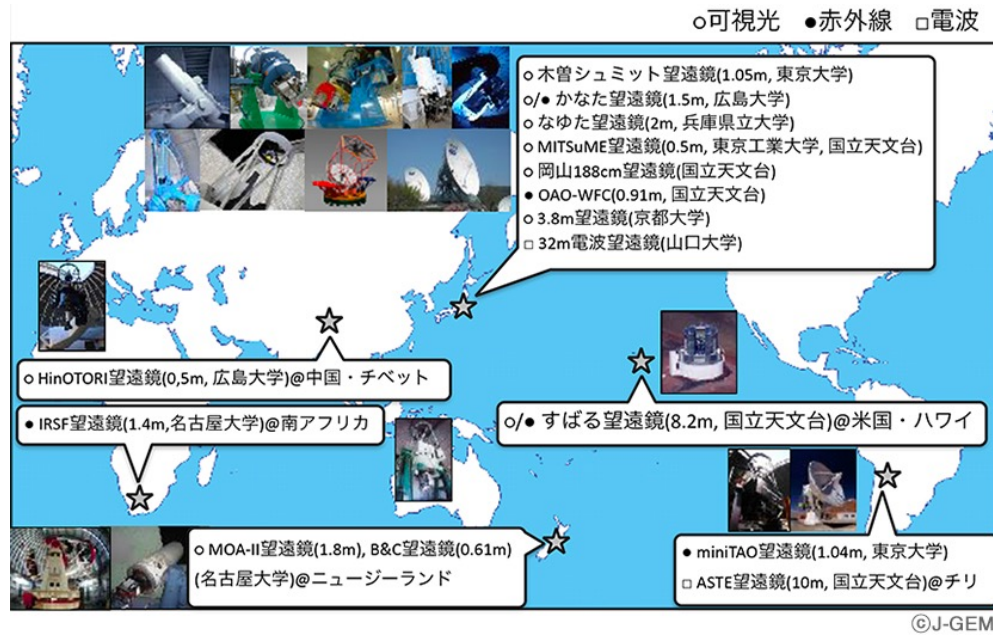 ○可視光 ●赤外線 □電波
○ 木曽シュミット望遠鏡(1.05m, 東京大学)
○/● かなた望遠鏡(1.5m, 広島大学)
○ なゆた望遠鏡(2m, 兵庫県立大学)
○ MITSuME望遠鏡(0.5m, 東京工業大学, 国立天文台)
○ 岡山188cm望遠鏡(国立天文台)
● OAO-WFC(0.91m, 国立天文台)
○ 3.8m望遠鏡(京都大学)
□ 32m電波望遠鏡(山口大学)
○ HinOTORI望遠鏡(0,5m, 広島大学)@中国・チベット
● IRSF望遠鏡(1.4m,名古屋大学)@南アフリカ
○/● すばる望遠鏡(8.2m, 国立天文台)@米国・ハワイ
○ MOA-II望遠鏡(1.8m), B&C望遠鏡(0.61m)
(名古屋大学)@ニュージーランド
● miniTAO望遠鏡(1.04m, 東京大学)
□ ASTE望遠鏡(10m, 国立天文台)@チリ
©J-GEM